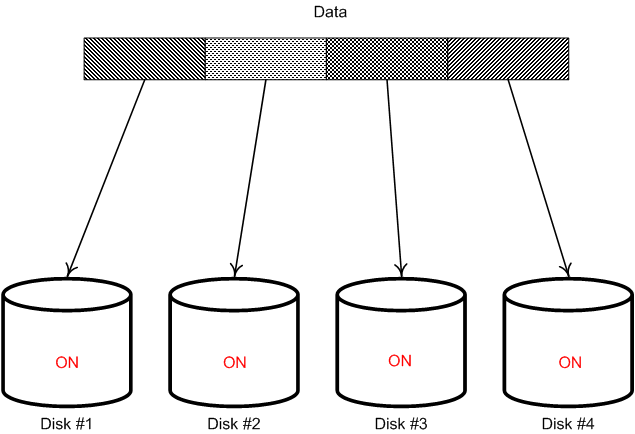 Data
ON
ON
ON
ON
Disk #1
Disk #2
Disk #3
Disk #4